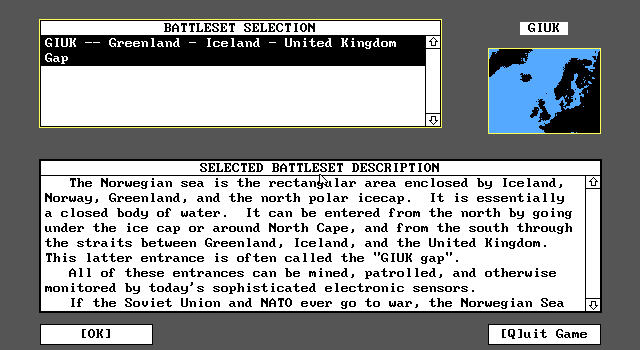 BATTLESET SELECTION
GIUK
GIUK -- Greenland - Iceland - United Kingdom
Gap
SELECTED BATTLESET DESCRIPTION
The Norwegian sea is the rectangular area enclosed by Iceland,
Norway, Greenland, and the north polar icecap.  It is essentially
a closed body of water.  It can be entered from the north by going
under the ice cap or around North Cape, and from the south through
the straits between Greenland, Iceland, and the United Kingdom.
This latter entrance is often called the "GIUK gap".
All of these entrances can be mined, patrolled, and otherwise
monitored by today's sophisticated electronic sensors.
If the Soviet Union and NATO ever go to war, the Norwegian Sea
[OK]
[Q]uit Game